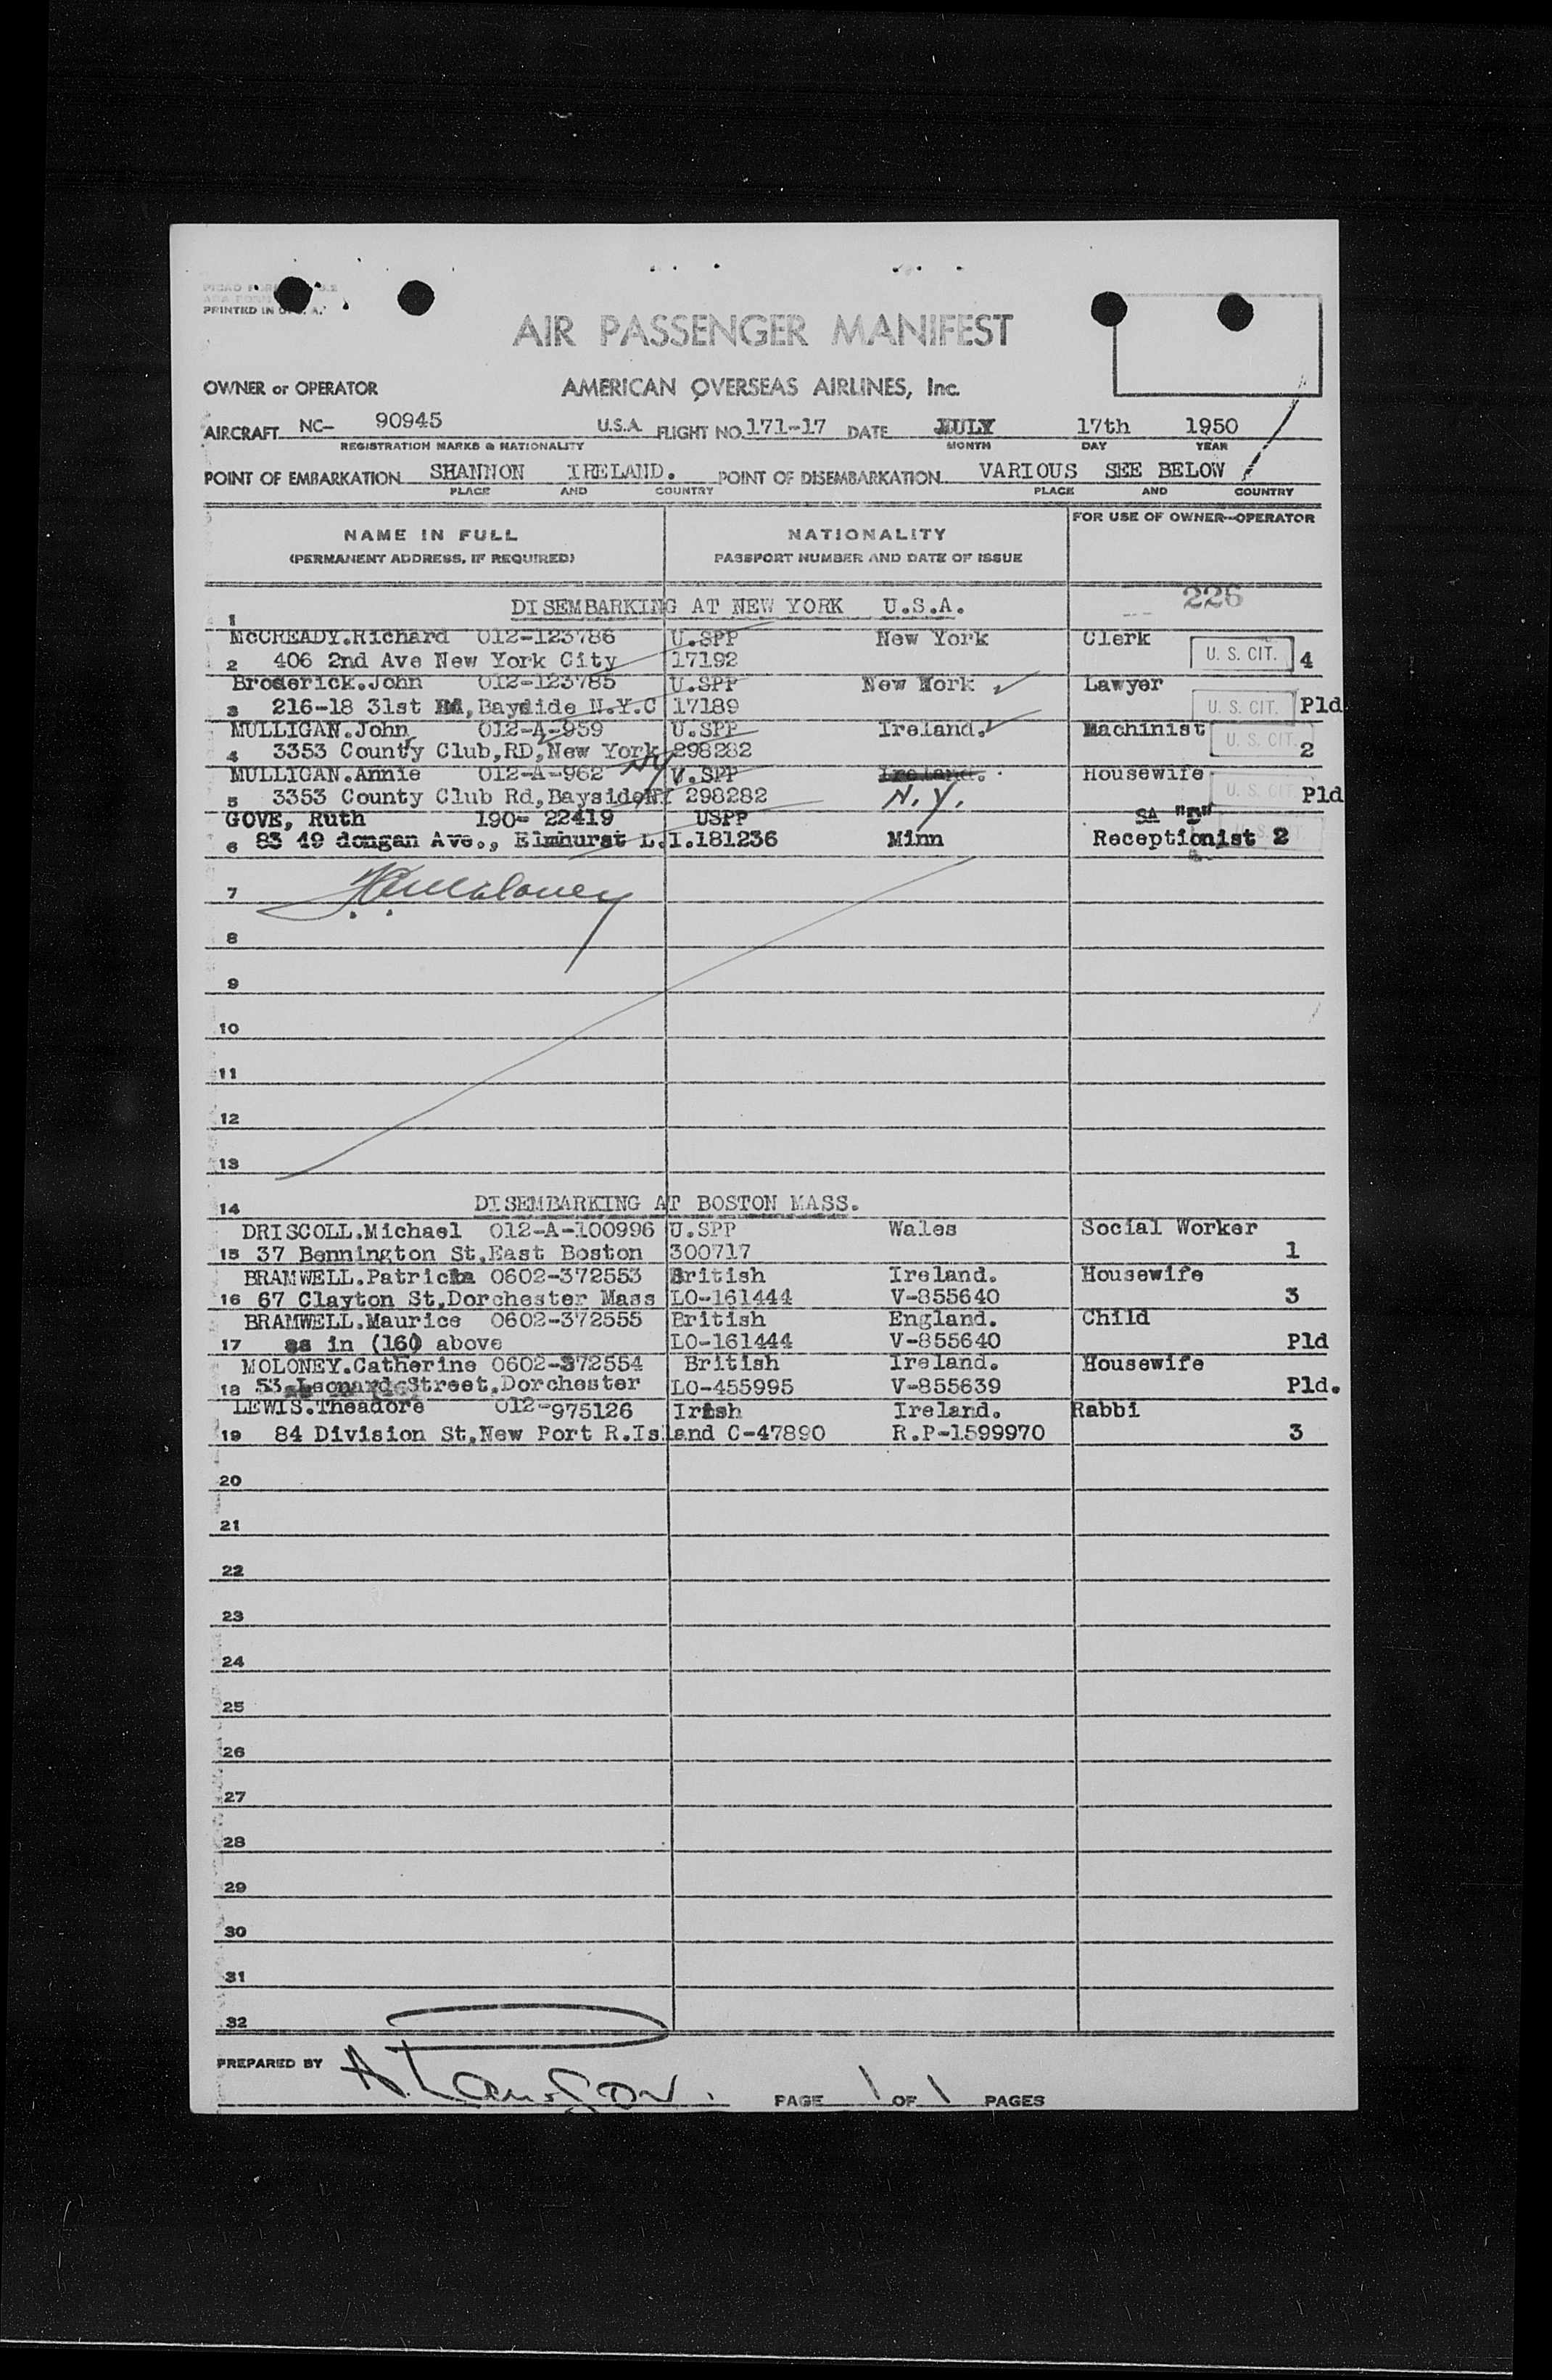 PRINTED IN U. S. A.
AIR PASSENGER MANIFEST
OWNER or OPERATOR AMERICAN OVERSEAS AIRLINES, Inc.
AIRCRAFT NC- 90945 U.S.A. FLIGHT NO. 171-17 DATE JULY 17th 1950
REGISTRATION MARKS & NATIONALITY MONTH DAY YEAR
POINT OF EMBARKATION SHANNON IRELAND. POINT OF DISEMBARKATION VARIOUS SEE BELOW
PLACE AND COUNTRY PLACE AND COUNTRY
NAME IN FULL NATIONALITY FOR USE OF OWNER--OPERATOR
(PERMANENT ADDRESS, IF REQUIRED) PASSPORT NUMBER AND DATE OF ISSUE
226
1 DISEMBARKING AT NEW YORK U.S.A.
McCREADY.Richard 012-123786 U.SPP New York Clerk
2 406 2nd Ave New York City 17192 U. S. CIT. 4
Broderick.John 012-123785 U.SPP New York Lawyer
3 216-18 31st Rd, Bayside N.Y.C 17189 U. S. CIT. Pld
MULLIGAN.John 012-A-959 U.SPP Ireland. Machinist
4 3353 County Club,RD,New York 298282 U. S. CIT. 2
MULLIGAN.Annie 012-A-962 NY U.SPP Ireland. Housewife
5 3353 County Club Rd,Bayside NY 298282 N.Y. U. S. CIT Pld
GOVE, Ruth 190- 22419 USPP SA "D"
6 83 49 dongan Ave., Elmhurst L.I.181236 Minn Receptionist 2 U.S. CIT
7
8
9
10
11
12
13
14 DISEMBARKING AT BOSTON MASS.
DRISCOLL.Michael 012-A-100996 U.SPP Wales Social Worker
15 37 Bennington St,East Boston 300717 1
BRAMWELL.Patricia 0602-372553 British Ireland. Housewife
16 67 Clayton St,Dorchester Mass LO-161444 V-855640 3
BRAMWELL.Maurice 0602-372555 British England. Child
17 as in (16) above LO-161444 V-855640 Pld
MOLONEY.Catherine 0602-372554 British Ireland. Housewife
18 53 Leonard Street,Dorchester LO-455995 V-855639 Pld.
LEWIS.Theadore 012-975126 Irish Ireland. Rabbi
19 84 Division St,New Port R.Island C-47890 R.P-1599970 3
20
21
22
23
24
25
26
27
28
29
30
31
32
PREPARED BY PAGE 1 OF 1 PAGES